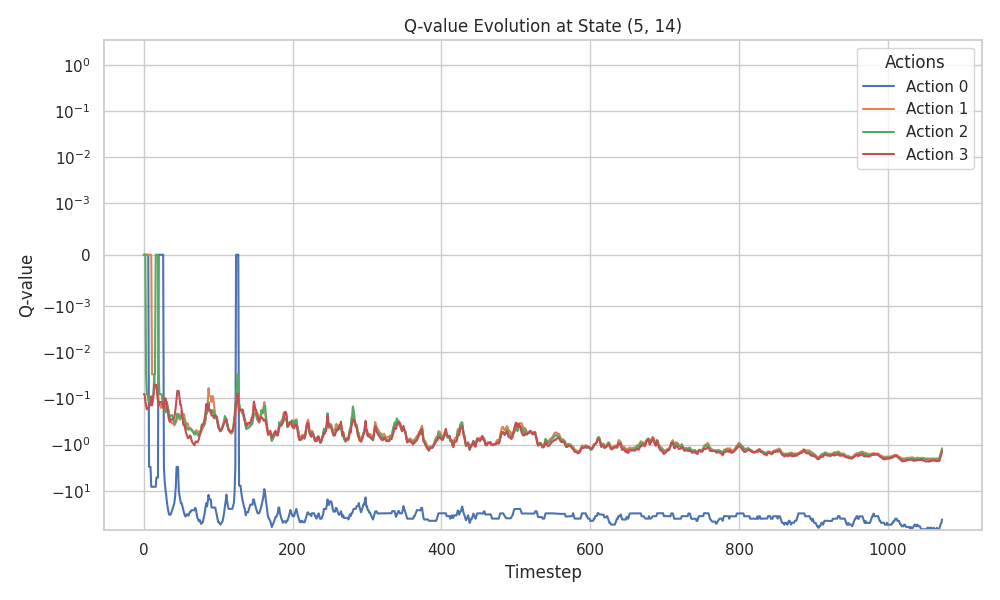 Q-value Evolution at State (5, 14)
Actions
Action 0
Action 1
Action 2
Action 3
Q-value
10⁰
10⁻¹
10⁻²
10⁻³
0
−10⁻³
−10⁻²
−10⁻¹
−10⁰
−10¹
0 200 400 600 800 1000
Timestep